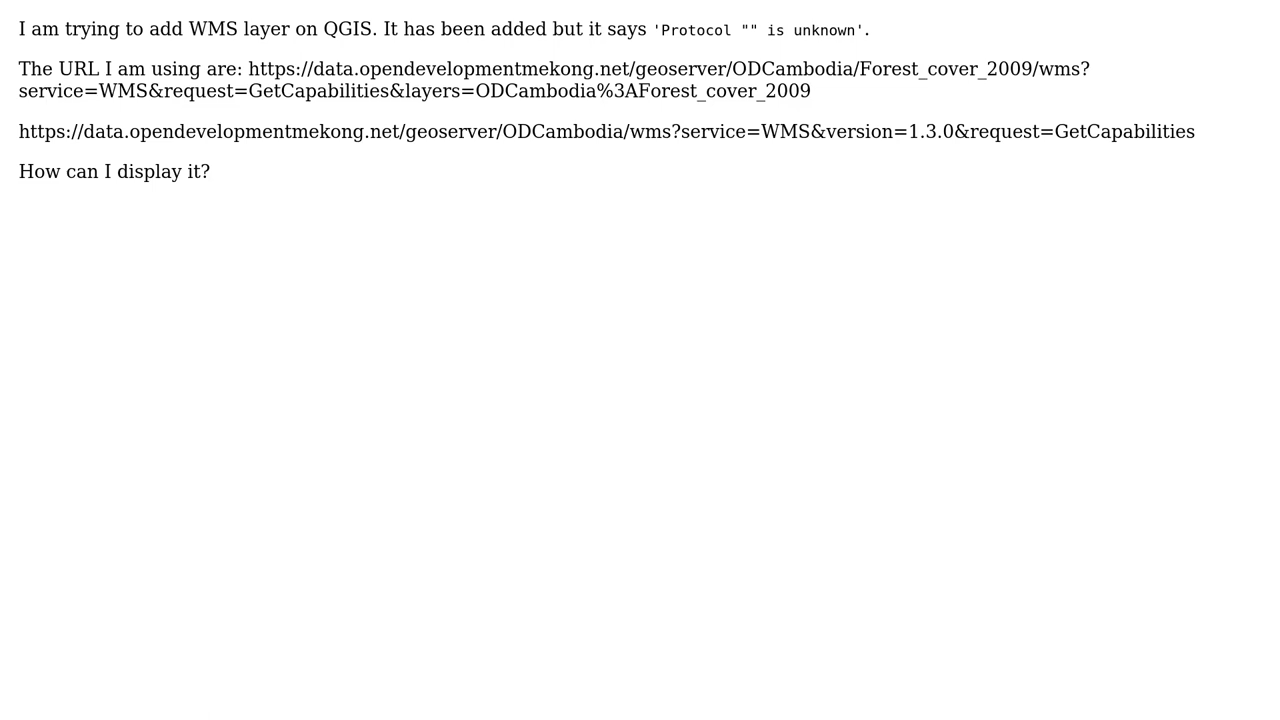 I am trying to add WMS layer on QGIS. It has been added but it says 'Protocol "" is unknown'.
The URL I am using are: https://data.opendevelopmentmekong.net/geoserver/ODCambodia/Forest_cover_2009/wms?
service=WMS&request=GetCapabilities&layers=ODCambodia%3AForest_cover_2009
https://data.opendevelopmentmekong.net/geoserver/ODCambodia/wms?service=WMS&version=1.3.0&request=GetCapabilities
How can I display it?